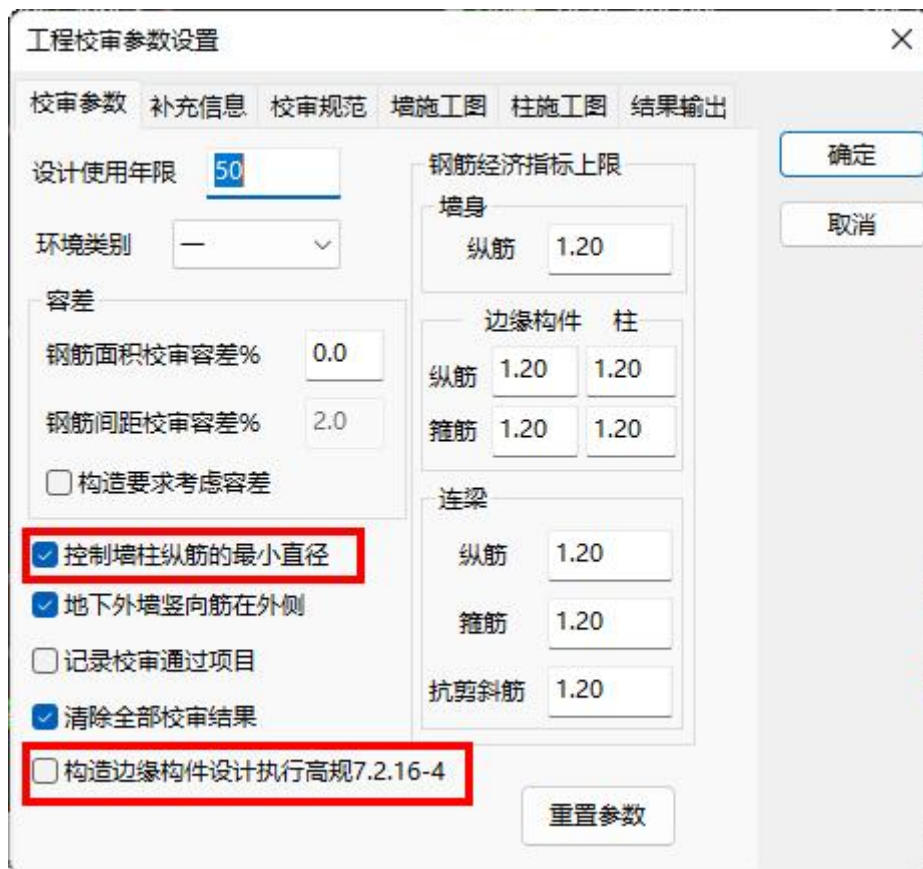 工程校审参数设置
校审参数 补充信息 校审规范 墙施工图 柱施工图 结果输出
确定
取消
设计使用年限 50
环境类别 一
容差
钢筋面积校审容差% 0.0
钢筋间距校审容差% 2.0
构造要求考虑容差
控制墙柱纵筋的最小直径
地下外墙竖向筋在外侧
记录校审通过项目
清除全部校审结果
构造边缘构件设计执行高规7.2.16-4
钢筋经济指标上限
墙身
纵筋 1.20
边缘构件 柱
纵筋 1.20 1.20
箍筋 1.20 1.20
连梁
纵筋 1.20
箍筋 1.20
抗剪斜筋 1.20
重置参数